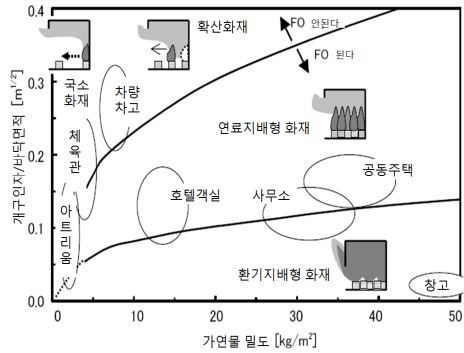 0.4
0.3
0.2
0.1
0.0
개구인자/바닥면적 [m1/2]
확산화재
FO 안된다
FO 된다
국소
화재
차량
차고
연료지배형 화재
체육관
공동주택
호텔객실
사무소
아트리움
환기지배형 화재
창고
0
10
20
30
40
50
가연물 밀도 [kg/m2]